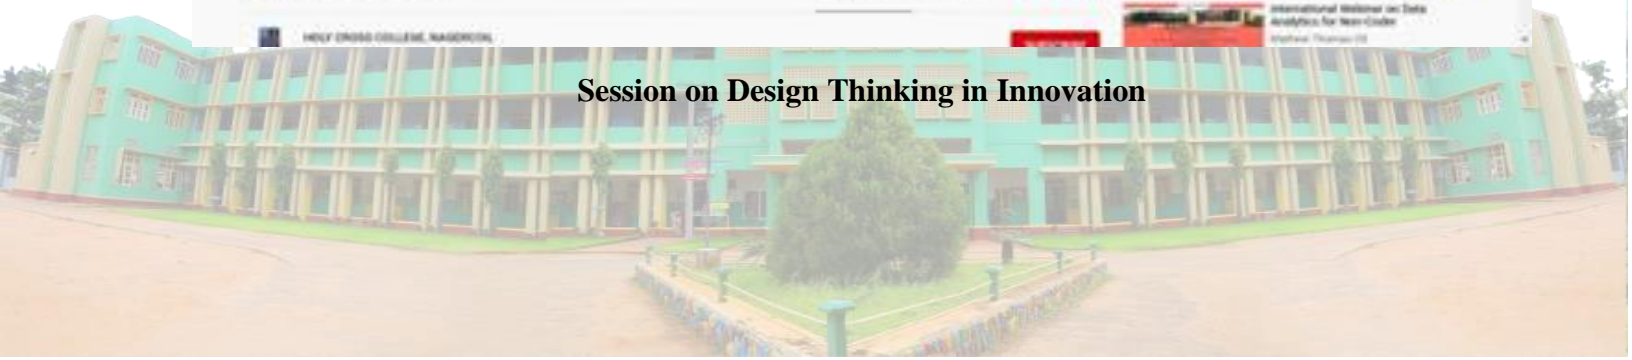 HOLY CROSS COLLEGE, NAGERCOIL
International Webinar on Data
Analytics for Non-Coder
Session on Design Thinking in Innovation